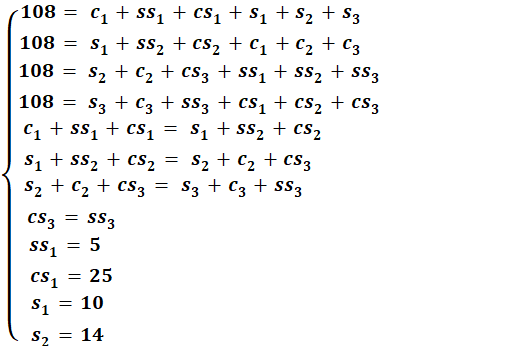 108 = c₁ + ss₁ + cs₁ + s₁ + s₂ + s₃
108 = s₁ + ss₂ + cs₂ + c₁ + c₂ + c₃
108 = s₂ + c₂ + cs₃ + ss₁ + ss₂ + ss₃
108 = s₃ + c₃ + ss₃ + cs₁ + cs₂ + cs₃
c₁ + ss₁ + cs₁ = s₁ + ss₂ + cs₂
s₁ + ss₂ + cs₂ = s₂ + c₂ + cs₃
s₂ + c₂ + cs₃ = s₃ + c₃ + ss₃
cs₃ = ss₃
ss₁ = 5
cs₁ = 25
s₁ = 10
s₂ = 14